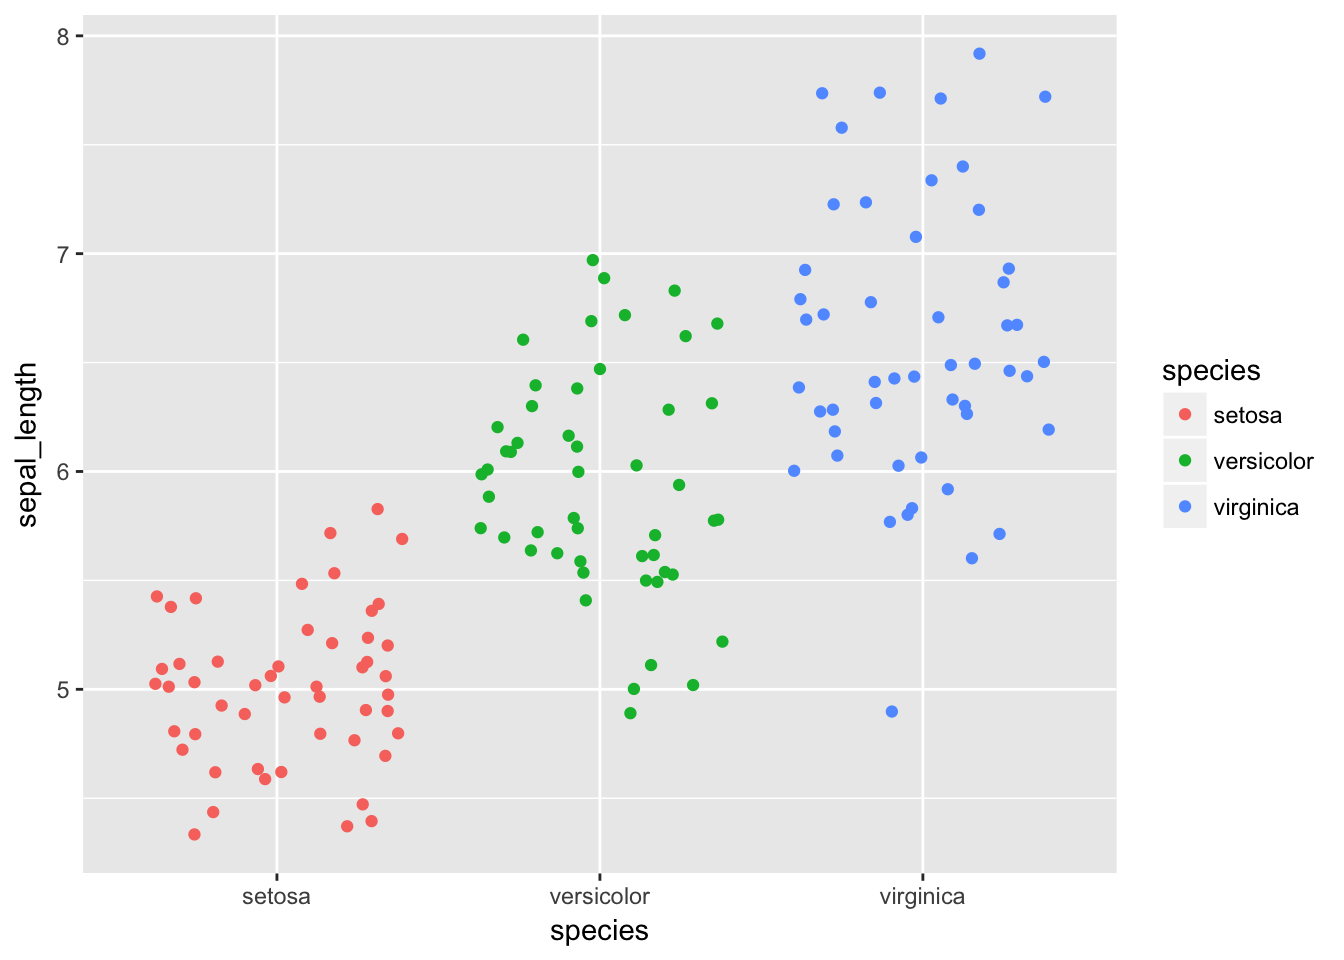 8
7
6
5
sepal_length
setosa
versicolor
virginica
species
species
setosa
versicolor
virginica